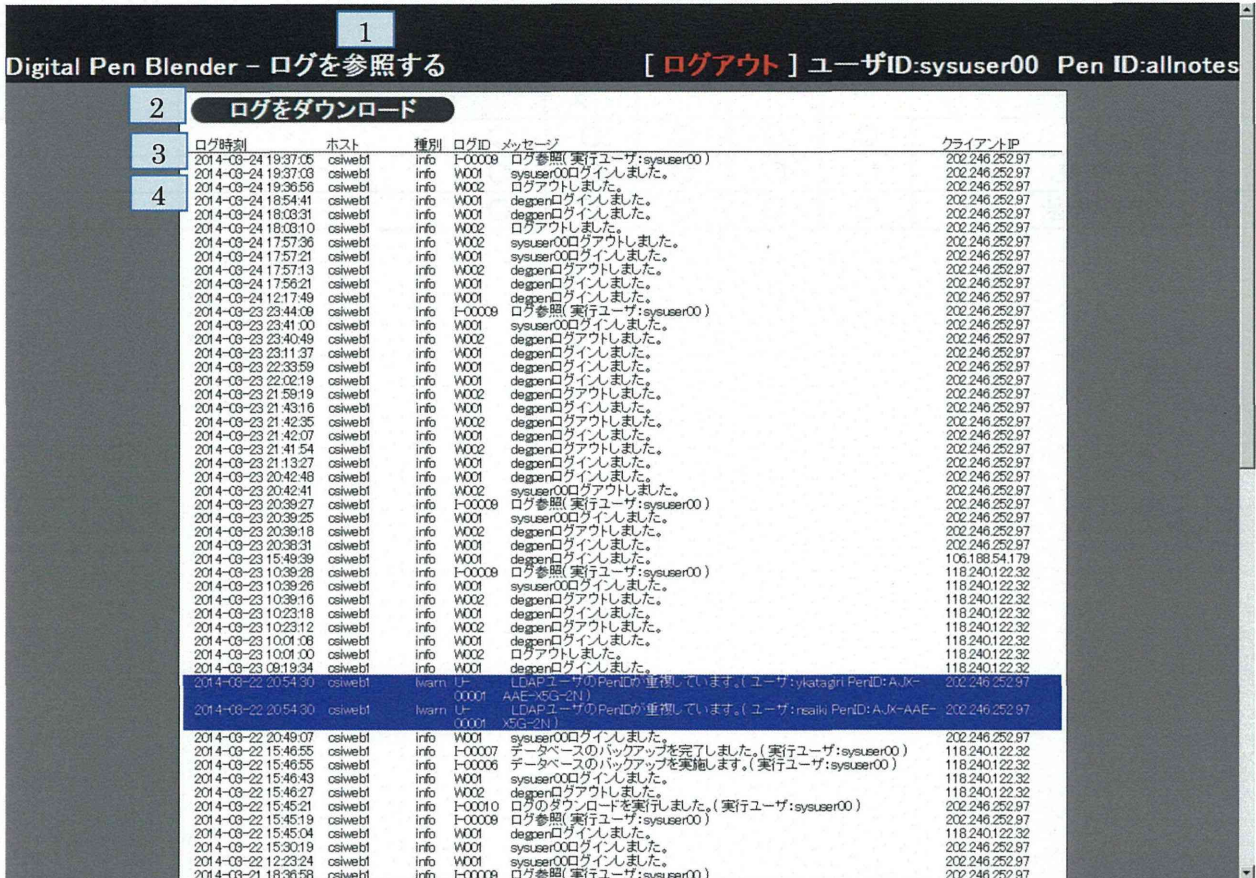 1
Digital Pen Blender – ログを参照する [ ログアウト ] ユーザID:sysuser00 Pen ID:allnotes
2 ログをダウンロード
ログ時刻 ホスト 種別 ログID メッセージ クライアントIP
3 2014-03-24 19:37:05 csiweb1 info I-00009 ログ参照(実行ユーザ:sysuser00) 202.246.252.97
2014-03-24 19:37:03 csiweb1 info W001 sysuser00ログインしました。 202.246.252.97
4 2014-03-24 19:36:56 csiweb1 info W002 ログアウトしました。 202.246.252.97
2014-03-24 18:54:41 csiweb1 info W001 degpenログインしました。 202.246.252.97
2014-03-24 18:03:31 csiweb1 info W001 degpenログインしました。 202.246.252.97
2014-03-24 18:03:10 csiweb1 info W002 ログアウトしました。 202.246.252.97
2014-03-24 17:57:36 csiweb1 info W002 sysuser00ログアウトしました。 202.246.252.97
2014-03-24 17:57:21 csiweb1 info W001 sysuser00ログインしました。 202.246.252.97
2014-03-24 17:57:13 csiweb1 info W002 degpenログアウトしました。 202.246.252.97
2014-03-24 17:56:21 csiweb1 info W001 degpenログインしました。 202.246.252.97
2014-03-24 12:17:49 csiweb1 info W001 degpenログインしました。 202.246.252.97
2014-03-23 23:44:09 csiweb1 info I-00009 ログ参照(実行ユーザ:sysuser00) 202.246.252.97
2014-03-23 23:41:00 csiweb1 info W001 sysuser00ログインしました。 202.246.252.97
2014-03-23 23:40:49 csiweb1 info W002 degpenログアウトしました。 202.246.252.97
2014-03-23 23:11:37 csiweb1 info W001 degpenログインしました。 202.246.252.97
2014-03-23 22:33:59 csiweb1 info W001 degpenログインしました。 202.246.252.97
2014-03-23 22:02:19 csiweb1 info W001 degpenログインしました。 202.246.252.97
2014-03-23 21:59:19 csiweb1 info W002 degpenログアウトしました。 202.246.252.97
2014-03-23 21:43:16 csiweb1 info W001 degpenログインしました。 202.246.252.97
2014-03-23 21:42:35 csiweb1 info W002 degpenログアウトしました。 202.246.252.97
2014-03-23 21:42:07 csiweb1 info W001 degpenログインしました。 202.246.252.97
2014-03-23 21:41:54 csiweb1 info W002 degpenログアウトしました。 202.246.252.97
2014-03-23 21:13:27 csiweb1 info W001 degpenログインしました。 202.246.252.97
2014-03-23 20:42:48 csiweb1 info W001 degpenログインしました。 202.246.252.97
2014-03-23 20:42:41 csiweb1 info W002 sysuser00ログアウトしました。 202.246.252.97
2014-03-23 20:39:27 csiweb1 info I-00009 ログ参照(実行ユーザ:sysuser00) 202.246.252.97
2014-03-23 20:39:25 csiweb1 info W001 sysuser00ログインしました。 202.246.252.97
2014-03-23 20:39:18 csiweb1 info W002 degpenログアウトしました。 202.246.252.97
2014-03-23 20:38:31 csiweb1 info W001 degpenログインしました。 202.246.252.97
2014-03-23 15:49:39 csiweb1 info W001 degpenログインしました。 106.188.54.179
2014-03-23 10:39:28 csiweb1 info I-00009 ログ参照(実行ユーザ:sysuser00) 118.240.122.32
2014-03-23 10:39:26 csiweb1 info W001 sysuser00ログインしました。 118.240.122.32
2014-03-23 10:39:16 csiweb1 info W002 degpenログアウトしました。 118.240.122.32
2014-03-23 10:23:18 csiweb1 info W001 degpenログインしました。 118.240.122.32
2014-03-23 10:23:12 csiweb1 info W002 degpenログアウトしました。 118.240.122.32
2014-03-23 10:01:08 csiweb1 info W001 degpenログインしました。 118.240.122.32
2014-03-23 10:01:00 csiweb1 info W002 ログアウトしました。 118.240.122.32
2014-03-23 09:19:34 csiweb1 info W001 degpenログインしました。 118.240.122.32
2014-03-22 20:54:30 csiweb1 lwarn U- LDAPユーザのPenIDが重複しています。(ユーザ:ykatagiri PenID:AJX- 202.246.252.97
00001 AAE-X5G-2N)
2014-03-22 20:54:30 csiweb1 lwarn U- LDAPユーザのPenIDが重複しています。(ユーザ:nsaiki PenID:AJX-AAE- 202.246.252.97
00001 X5G-2N)
2014-03-22 20:49:07 csiweb1 info W001 sysuser00ログインしました。 202.246.252.97
2014-03-22 15:46:55 csiweb1 info I-00007 データベースのバックアップを完了しました。(実行ユーザ:sysuser00) 118.240.122.32
2014-03-22 15:46:55 csiweb1 info I-00006 データベースのバックアップを実施します。(実行ユーザ:sysuser00) 118.240.122.32
2014-03-22 15:46:43 csiweb1 info W001 sysuser00ログインしました。 118.240.122.32
2014-03-22 15:46:27 csiweb1 info W002 degpenログアウトしました。 118.240.122.32
2014-03-22 15:45:21 csiweb1 info I-00010 ログのダウンロードを実行しました。(実行ユーザ:sysuser00) 202.246.252.97
2014-03-22 15:45:19 csiweb1 info I-00009 ログ参照(実行ユーザ:sysuser00) 202.246.252.97
2014-03-22 15:45:04 csiweb1 info W001 degpenログインしました。 118.240.122.32
2014-03-22 15:30:19 csiweb1 info W001 sysuser00ログインしました。 202.246.252.97
2014-03-22 12:23:24 csiweb1 info W001 sysuser00ログインしました。 202.246.252.97
2014-03-21 18:36:58 csiweb1 info I-00009 ログ参照(実行ユーザ:sysuser00) 202.246.252.97